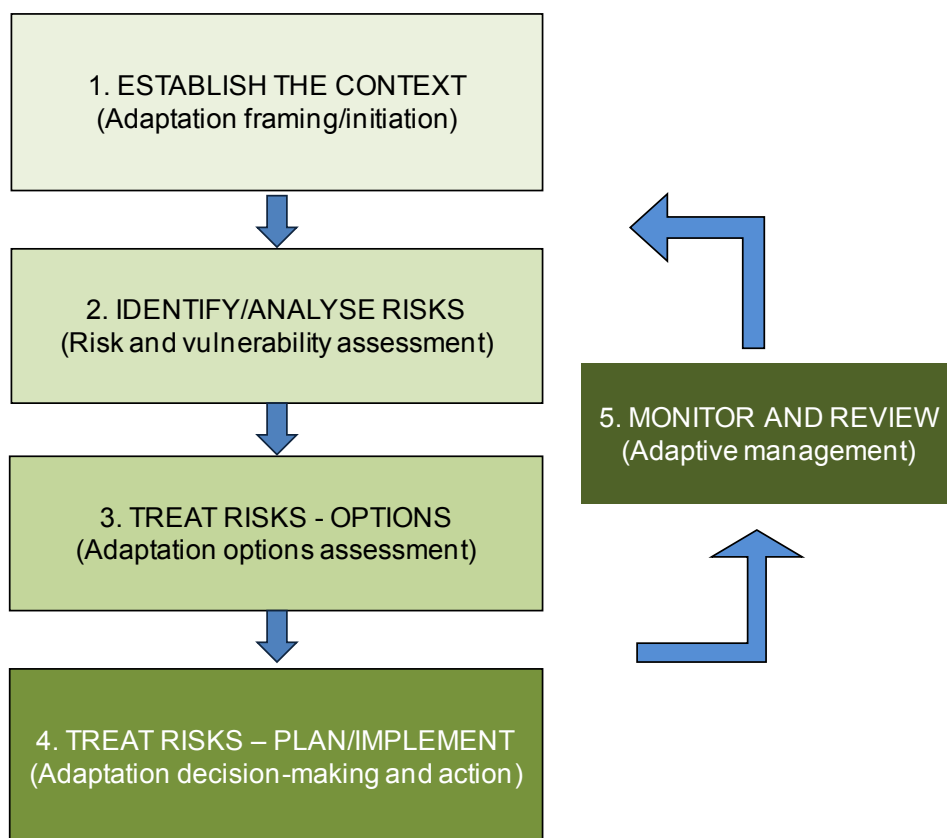 1. ESTABLISH THE CONTEXT
(Adaptation framing/initiation)
2. IDENTIFY/ANALYSE RISKS
(Risk and vulnerability assessment)
3. TREAT RISKS - OPTIONS
(Adaptation options assessment)
4. TREAT RISKS – PLAN/IMPLEMENT
(Adaptation decision-making and action)
5. MONITOR AND REVIEW
(Adaptive management)